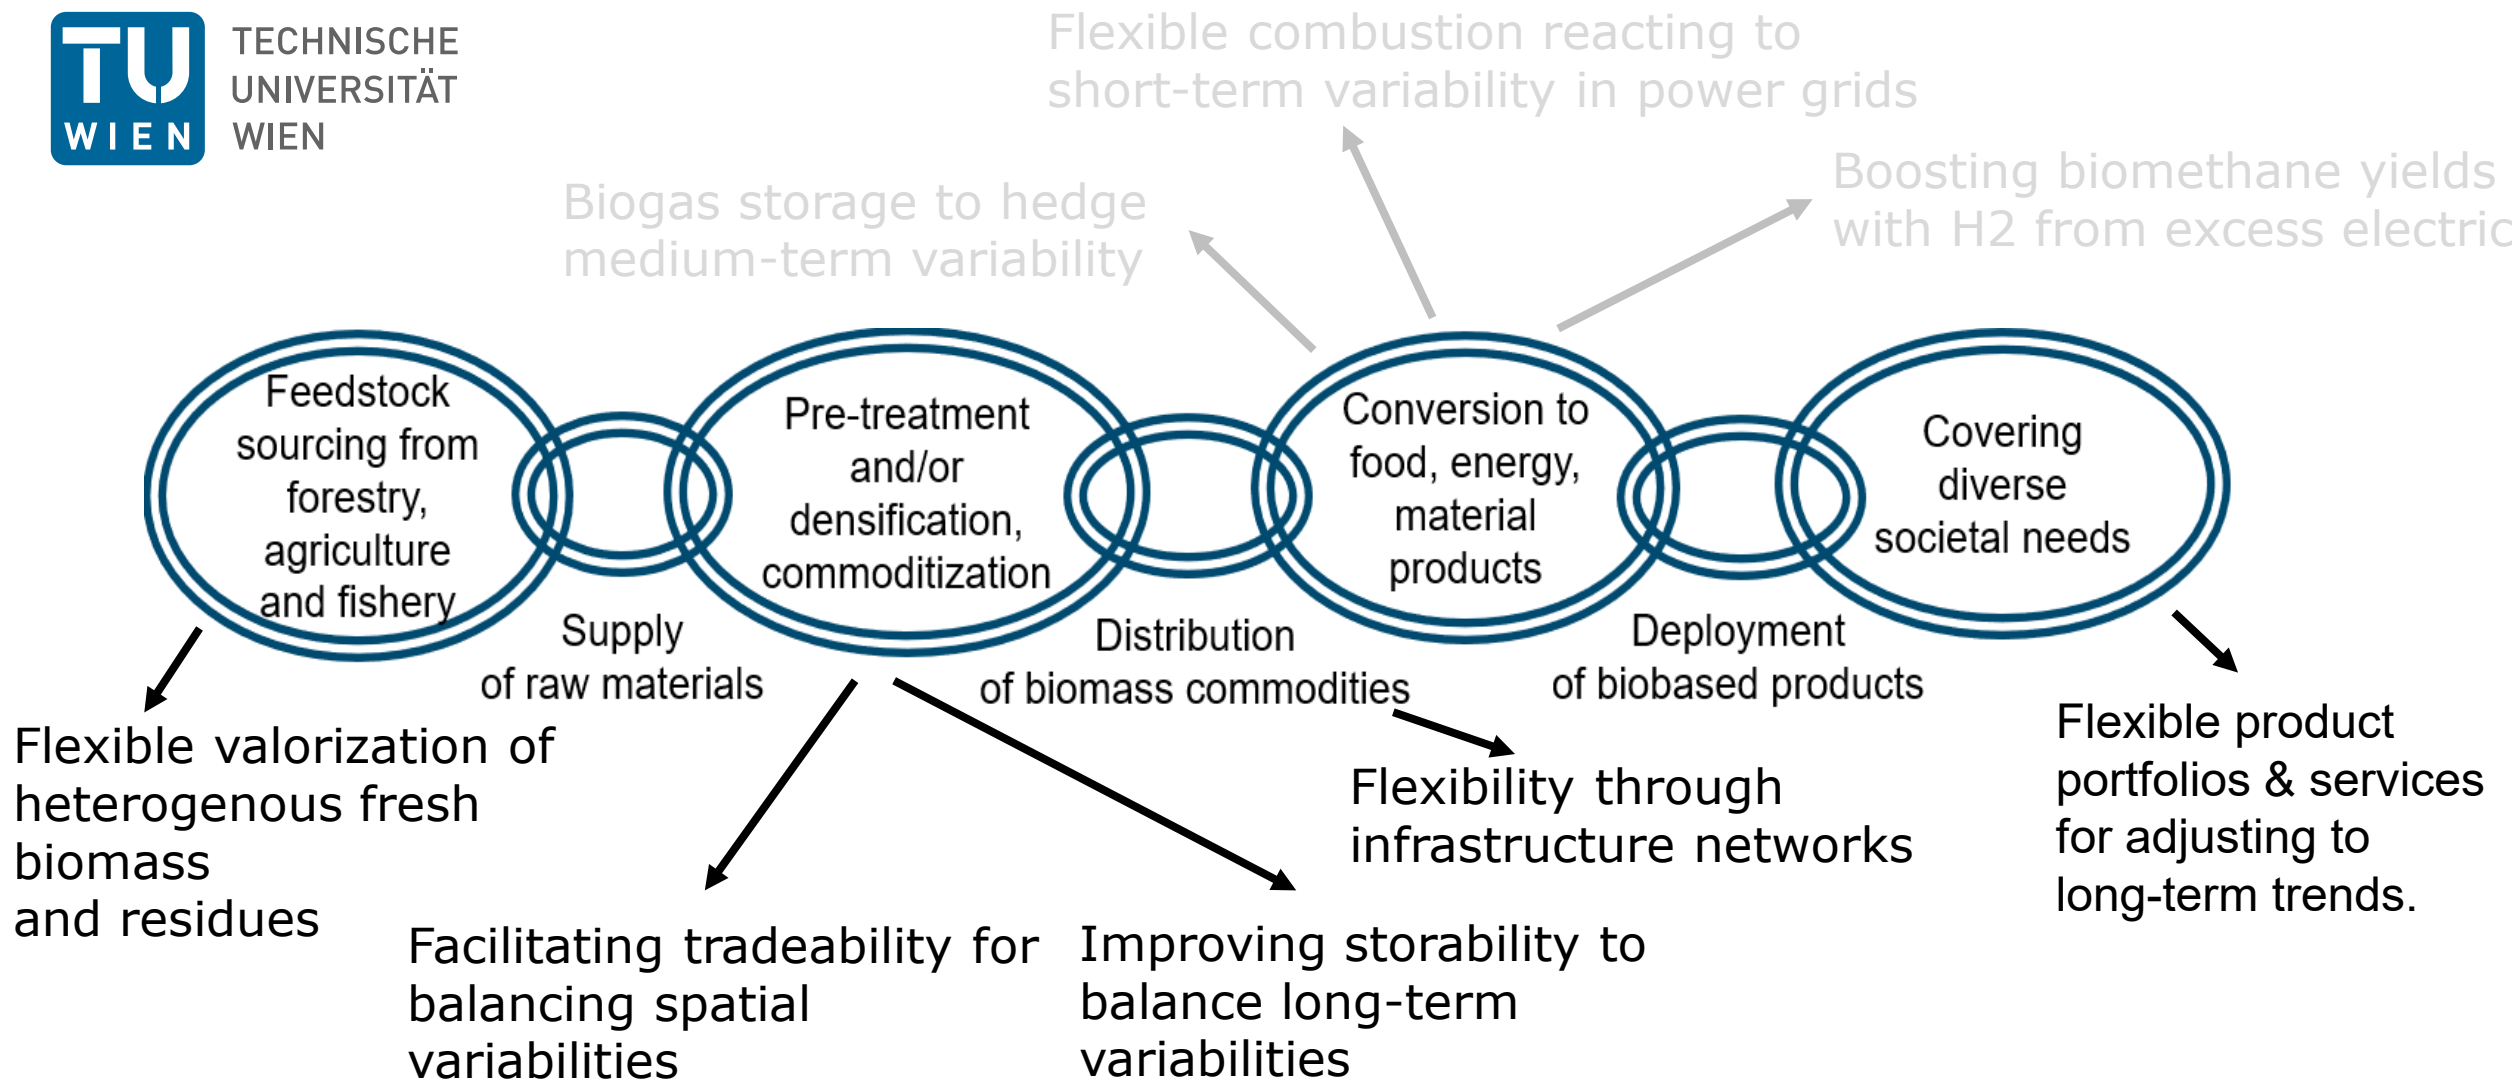 TU
WIEN
TECHNISCHE
UNIVERSITÄT
WIEN
Flexible combustion reacting to
short-term variability in power grids
Biogas storage to hedge
medium-term variability
Boosting biomethane yields
with H2 from excess electric
Feedstock
sourcing from
forestry,
agriculture
and fishery
Supply
of raw materials
Pre-treatment
and/or
densification,
commoditization
Distribution
of biomass commodities
Conversion to
food, energy,
material
products
Deployment
of biobased products
Covering
diverse
societal needs
Flexible valorization of
heterogenous fresh
biomass
and residues
Facilitating tradeability for
balancing spatial
variabilities
Improving storability to
balance long-term
variabilities
Flexibility through
infrastructure networks
Flexible product
portfolios & services
for adjusting to
long-term trends.